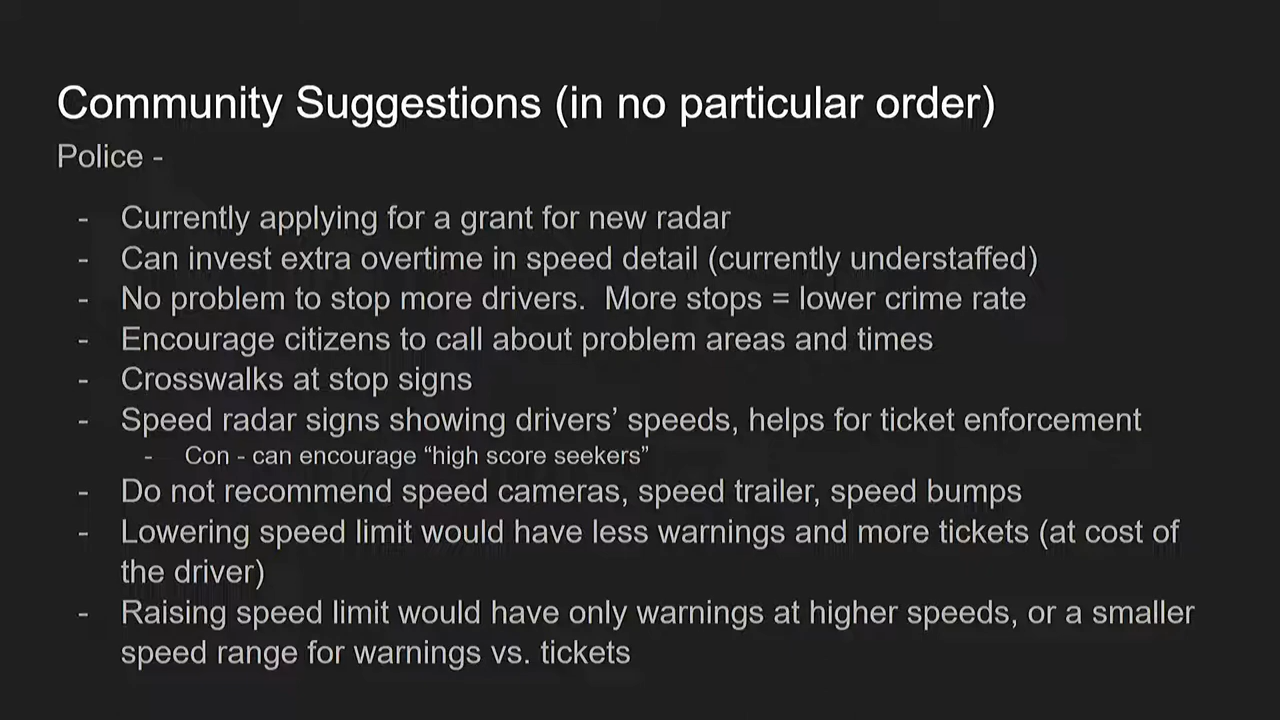 Community Suggestions (in no particular order)
Police -
- Currently applying for a grant for new radar
- Can invest extra overtime in speed detail (currently understaffed)
- No problem to stop more drivers.  More stops = lower crime rate
- Encourage citizens to call about problem areas and times
- Crosswalks at stop signs
- Speed radar signs showing drivers’ speeds, helps for ticket enforcement
- Con - can encourage “high score seekers”
- Do not recommend speed cameras, speed trailer, speed bumps
- Lowering speed limit would have less warnings and more tickets (at cost of
the driver)
- Raising speed limit would have only warnings at higher speeds, or a smaller
speed range for warnings vs. tickets